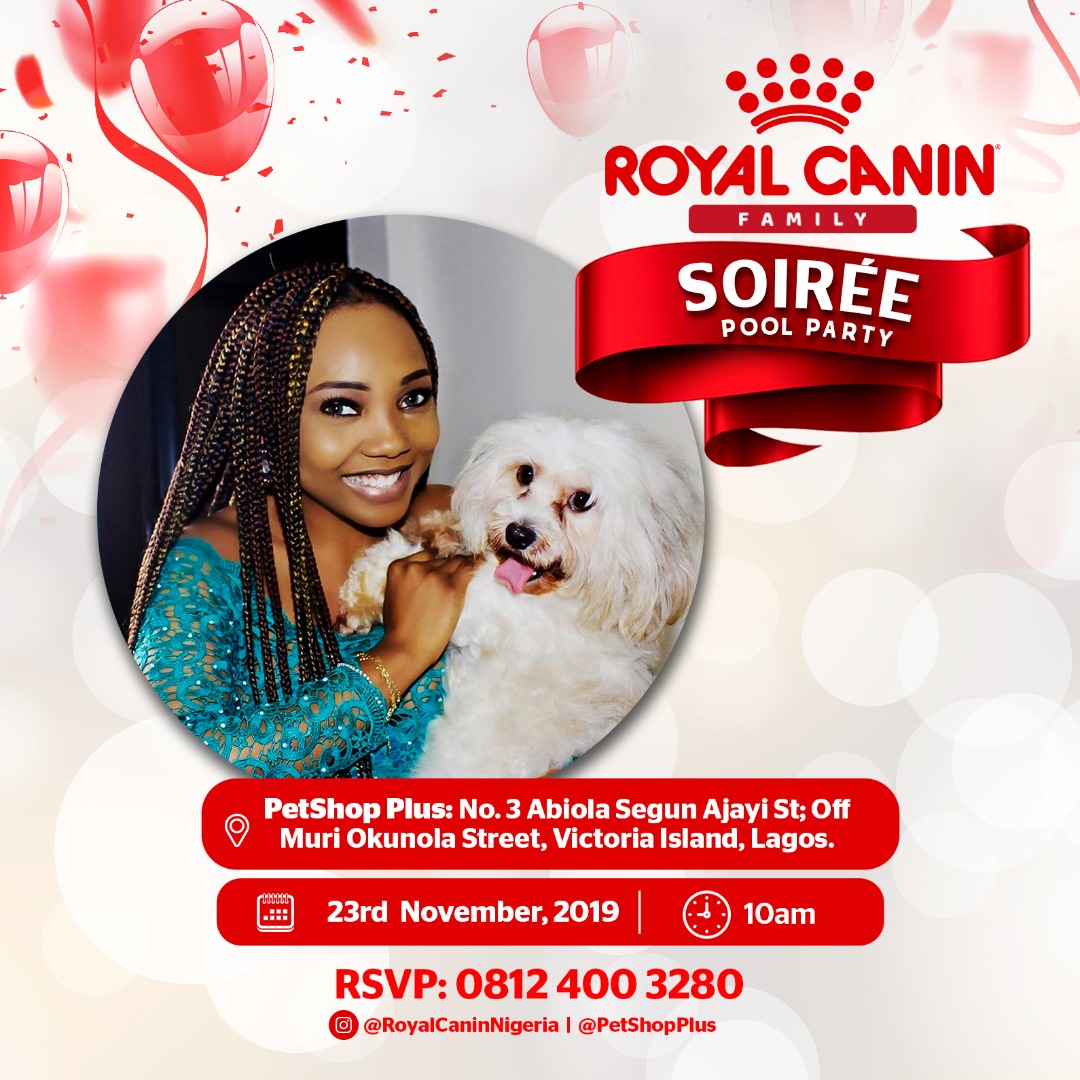 ROYAL CANIN
FAMILY
SOIRÉE
POOL PARTY
PetShop Plus: No. 3 Abiola Segun Ajayi St; Off
Muri Okunola Street, Victoria Island, Lagos.
23rd November, 2019 | 10am
RSVP: 0812 400 3280
@RoyalCaninNigeria | @PetShopPlus